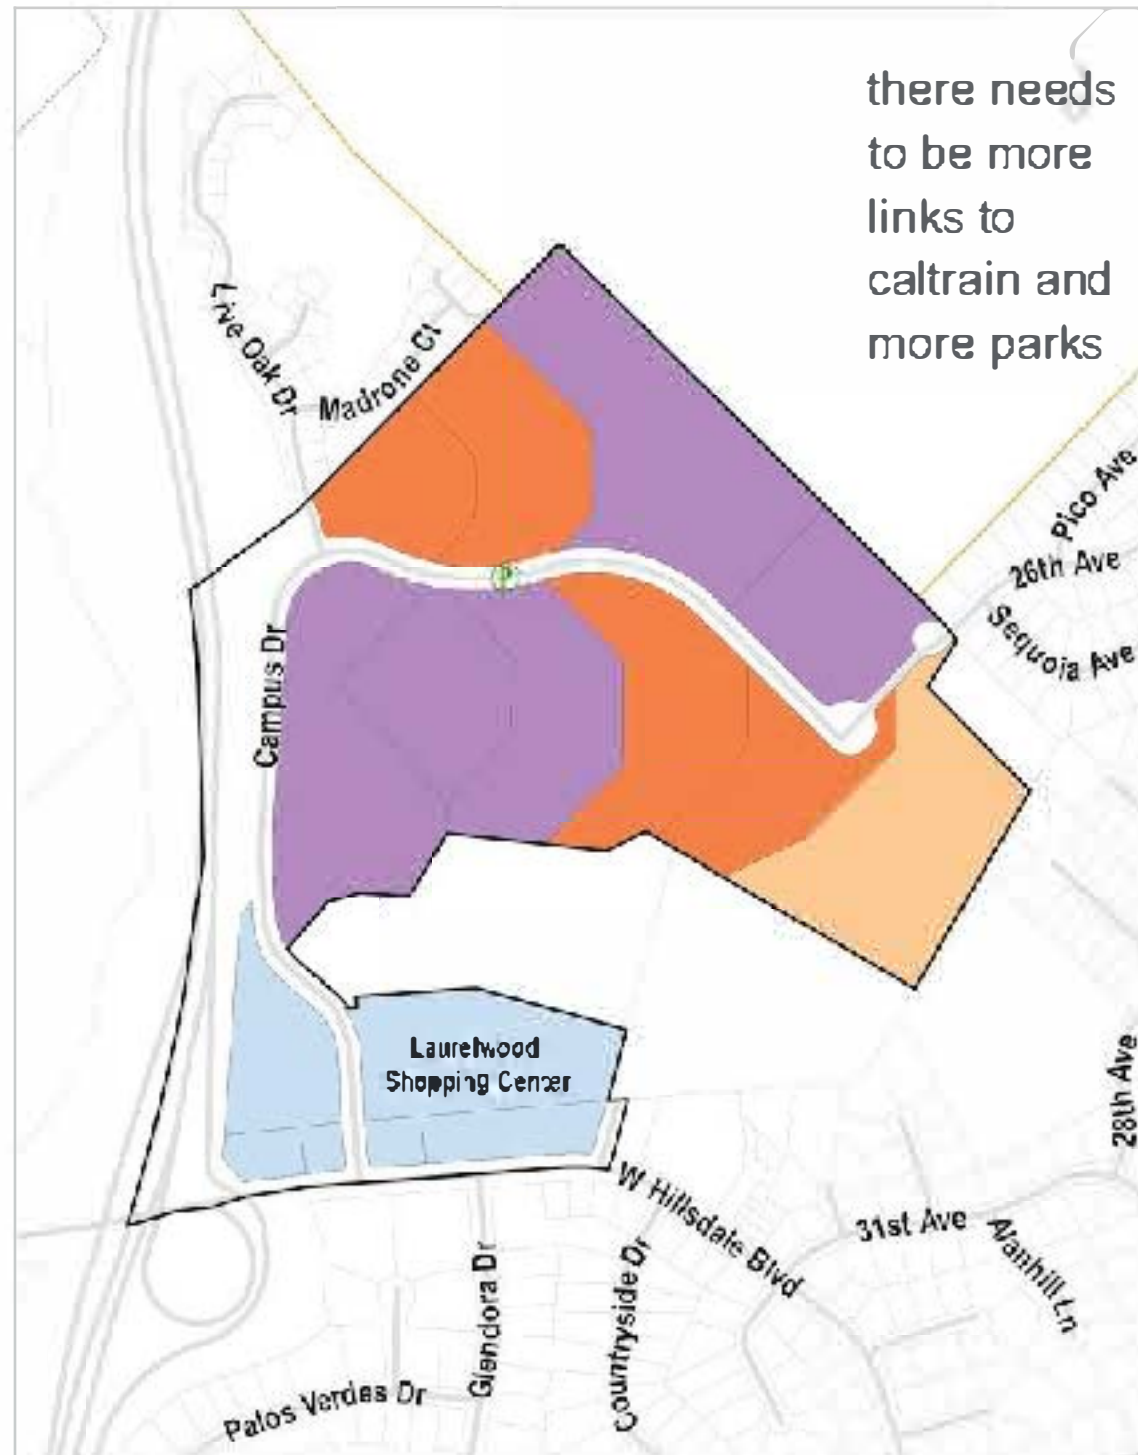 there needs
to be more
links to
caltrain and
more parks
Live Oak Dr
Madrone Ct
Pico Ave
26th Ave
Sequoia Ave
Campus Dr
P
Laurelwood
Shopping Center
28th Ave
W Hillsdale Blvd
31st Ave
Alanhill Ln
Glendora Dr
Countryside Dr
Palos Verdes Dr